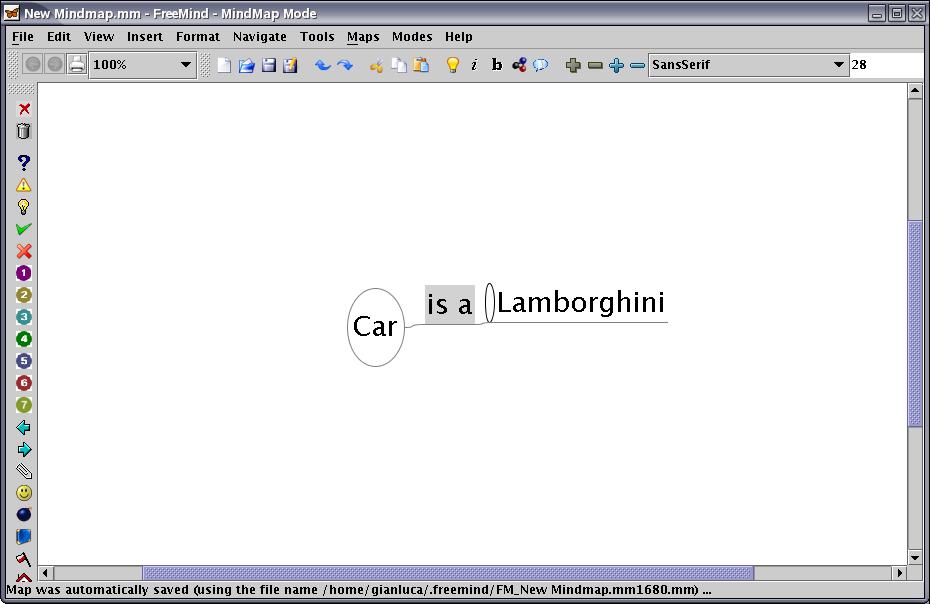 New Mindmap.mm - FreeMind - MindMap Mode
File Edit View Insert Format Navigate Tools Maps Modes Help
100% i b SansSerif 28
?
1
2
3
4
5
6
7
is a Lamborghini
Car
Map was automatically saved (using the file name /home/gianluca/.freemind/FM_New Mindmap.mm1680.mm) ...